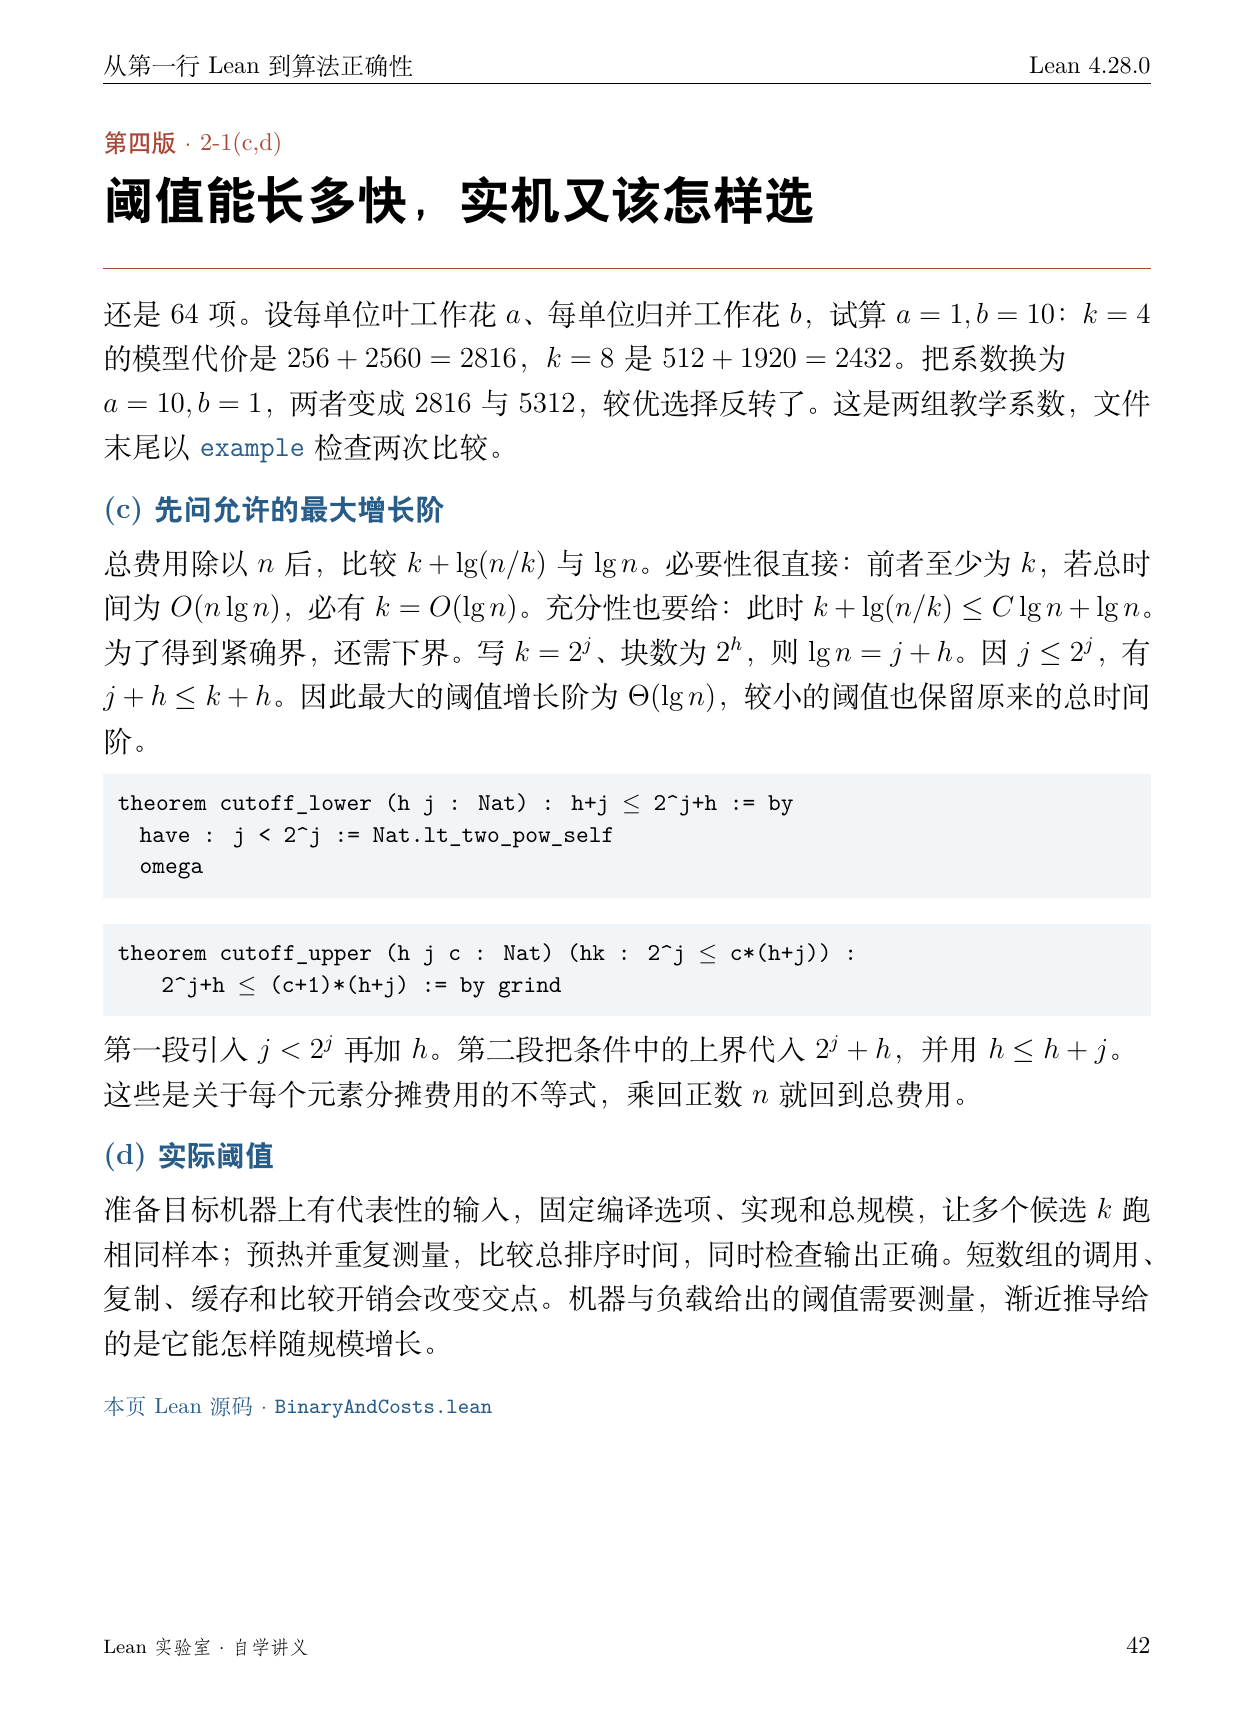 从第一行 Lean 到算法正确性 Lean 4.28.0
第四版 · 2-1(c,d)
阈值能长多快，实机又该怎样选
还是 64 项。设每单位叶工作花 a、每单位归并工作花 b，试算 a = 1, b = 10：k = 4
的模型代价是 256 + 2560 = 2816，k = 8 是 512 + 1920 = 2432。把系数换为
a = 10, b = 1，两者变成 2816 与 5312，较优选择反转了。这是两组教学系数，文件
末尾以 example 检查两次比较。
(c) 先问允许的最大增长阶
总费用除以 n 后，比较 k + lg(n/k) 与 lg n。必要性很直接：前者至少为 k，若总时
间为 O(n lg n)，必有 k = O(lg n)。充分性也要给：此时 k + lg(n/k) ≤ C lg n + lg n。
为了得到紧确界，还需下界。写 k = 2^j、块数为 2^h，则 lg n = j + h。因 j ≤ 2^j，有
j + h ≤ k + h。因此最大的阈值增长阶为 Θ(lg n)，较小的阈值也保留原来的总时间
阶。
theorem cutoff_lower (h j : Nat) : h+j ≤ 2^j+h := by
  have : j < 2^j := Nat.lt_two_pow_self
  omega
theorem cutoff_upper (h j c : Nat) (hk : 2^j ≤ c*(h+j)) :
    2^j+h ≤ (c+1)*(h+j) := by grind
第一段引入 j < 2^j 再加 h。第二段把条件中的上界代入 2^j + h，并用 h ≤ h + j。
这些是关于每个元素分摊费用的不等式，乘回正数 n 就回到总费用。
(d) 实际阈值
准备目标机器上有代表性的输入，固定编译选项、实现和总规模，让多个候选 k 跑
相同样本；预热并重复测量，比较总排序时间，同时检查输出正确。短数组的调用、
复制、缓存和比较开销会改变交点。机器与负载给出的阈值需要测量，渐近推导给
的是它能怎样随规模增长。
本页 Lean 源码 · BinaryAndCosts.lean
Lean 实验室 · 自学讲义 42